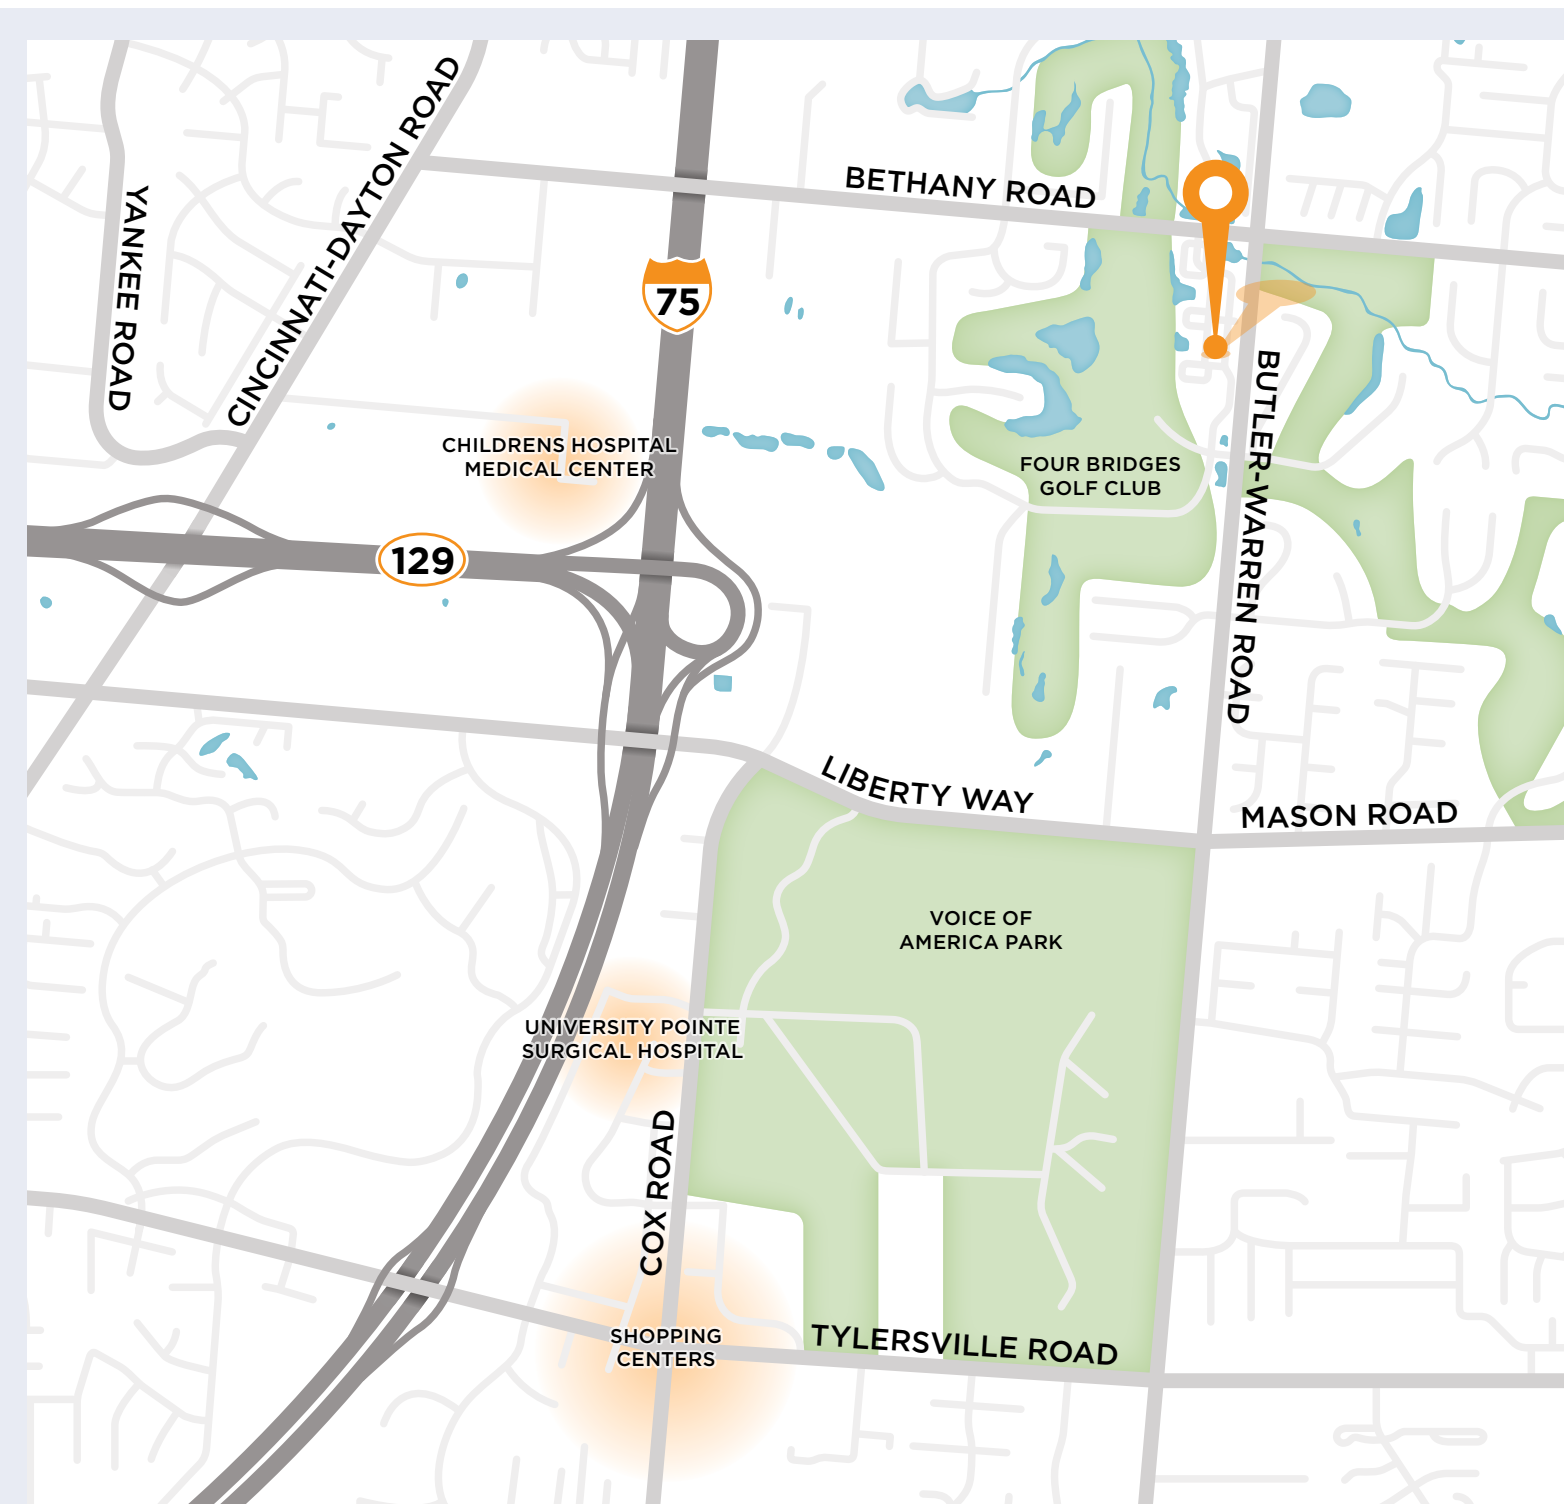 CINCINNATI-DAYTON ROAD
BETHANY ROAD
YANKEE ROAD
75
BUTLER-WARREN ROAD
CHILDRENS HOSPITAL
MEDICAL CENTER
FOUR BRIDGES
GOLF CLUB
129
LIBERTY WAY
MASON ROAD
VOICE OF
AMERICA PARK
UNIVERSITY POINTE
SURGICAL HOSPITAL
COX ROAD
SHOPPING
CENTERS
TYLERSVILLE ROAD